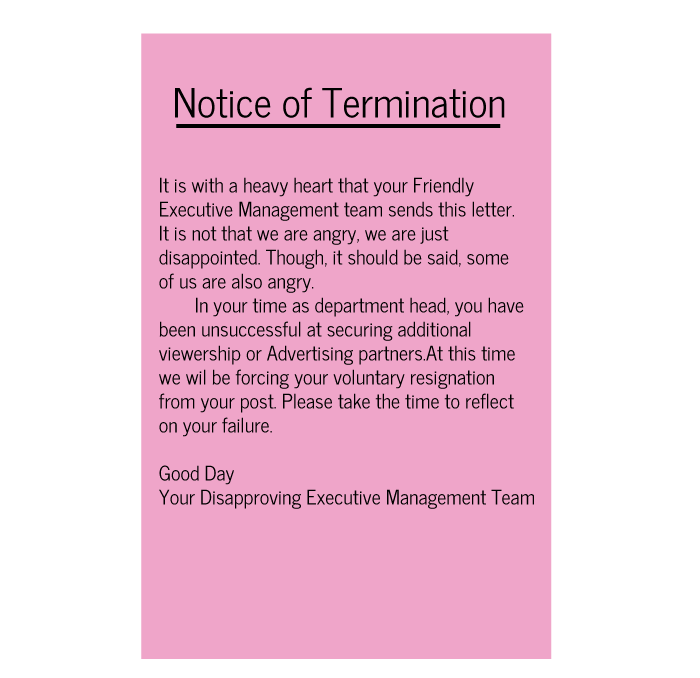 Notice of Termination
It is with a heavy heart that your Friendly
Executive Management team sends this letter.
It is not that we are angry, we are just
disappointed. Though, it should be said, some
of us are also angry.
In your time as department head, you have
been unsuccessful at securing additional
viewership or Advertising partners.At this time
we wil be forcing your voluntary resignation
from your post. Please take the time to reflect
on your failure.
Good Day
Your Disapproving Executive Management Team